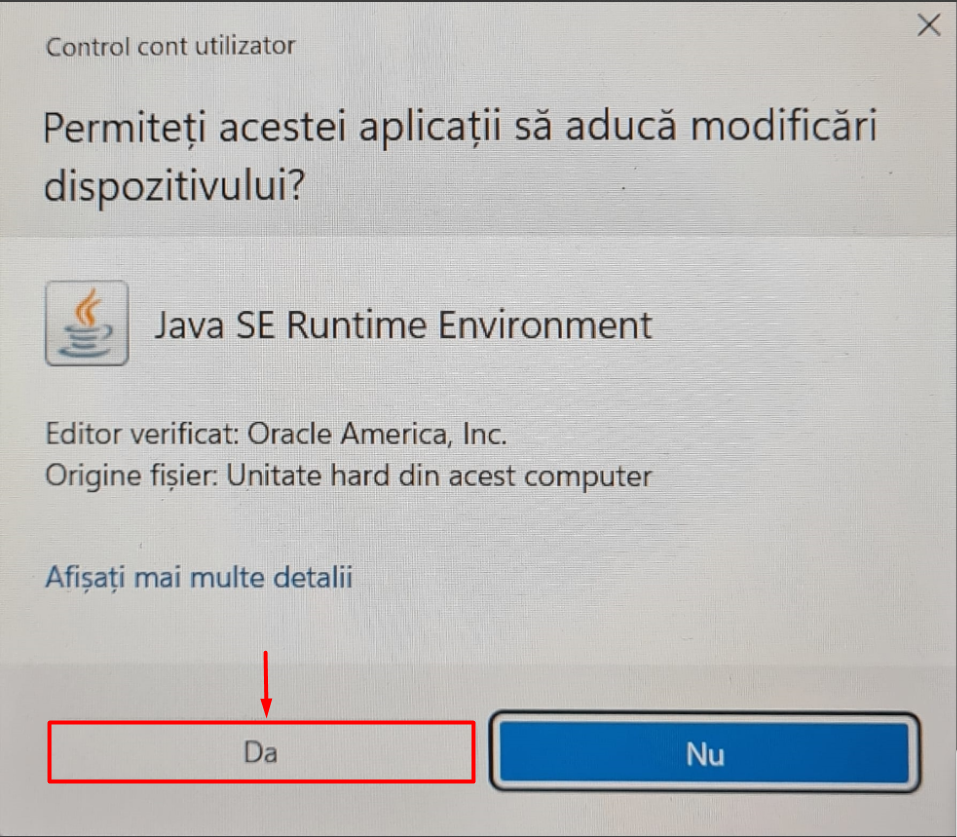 Control cont utilizator
Permiteți acestei aplicații să aducă modificări
dispozitivului?
Java SE Runtime Environment
Editor verificat: Oracle America, Inc.
Origine fișier: Unitate hard din acest computer
Afișați mai multe detalii
Da
Nu